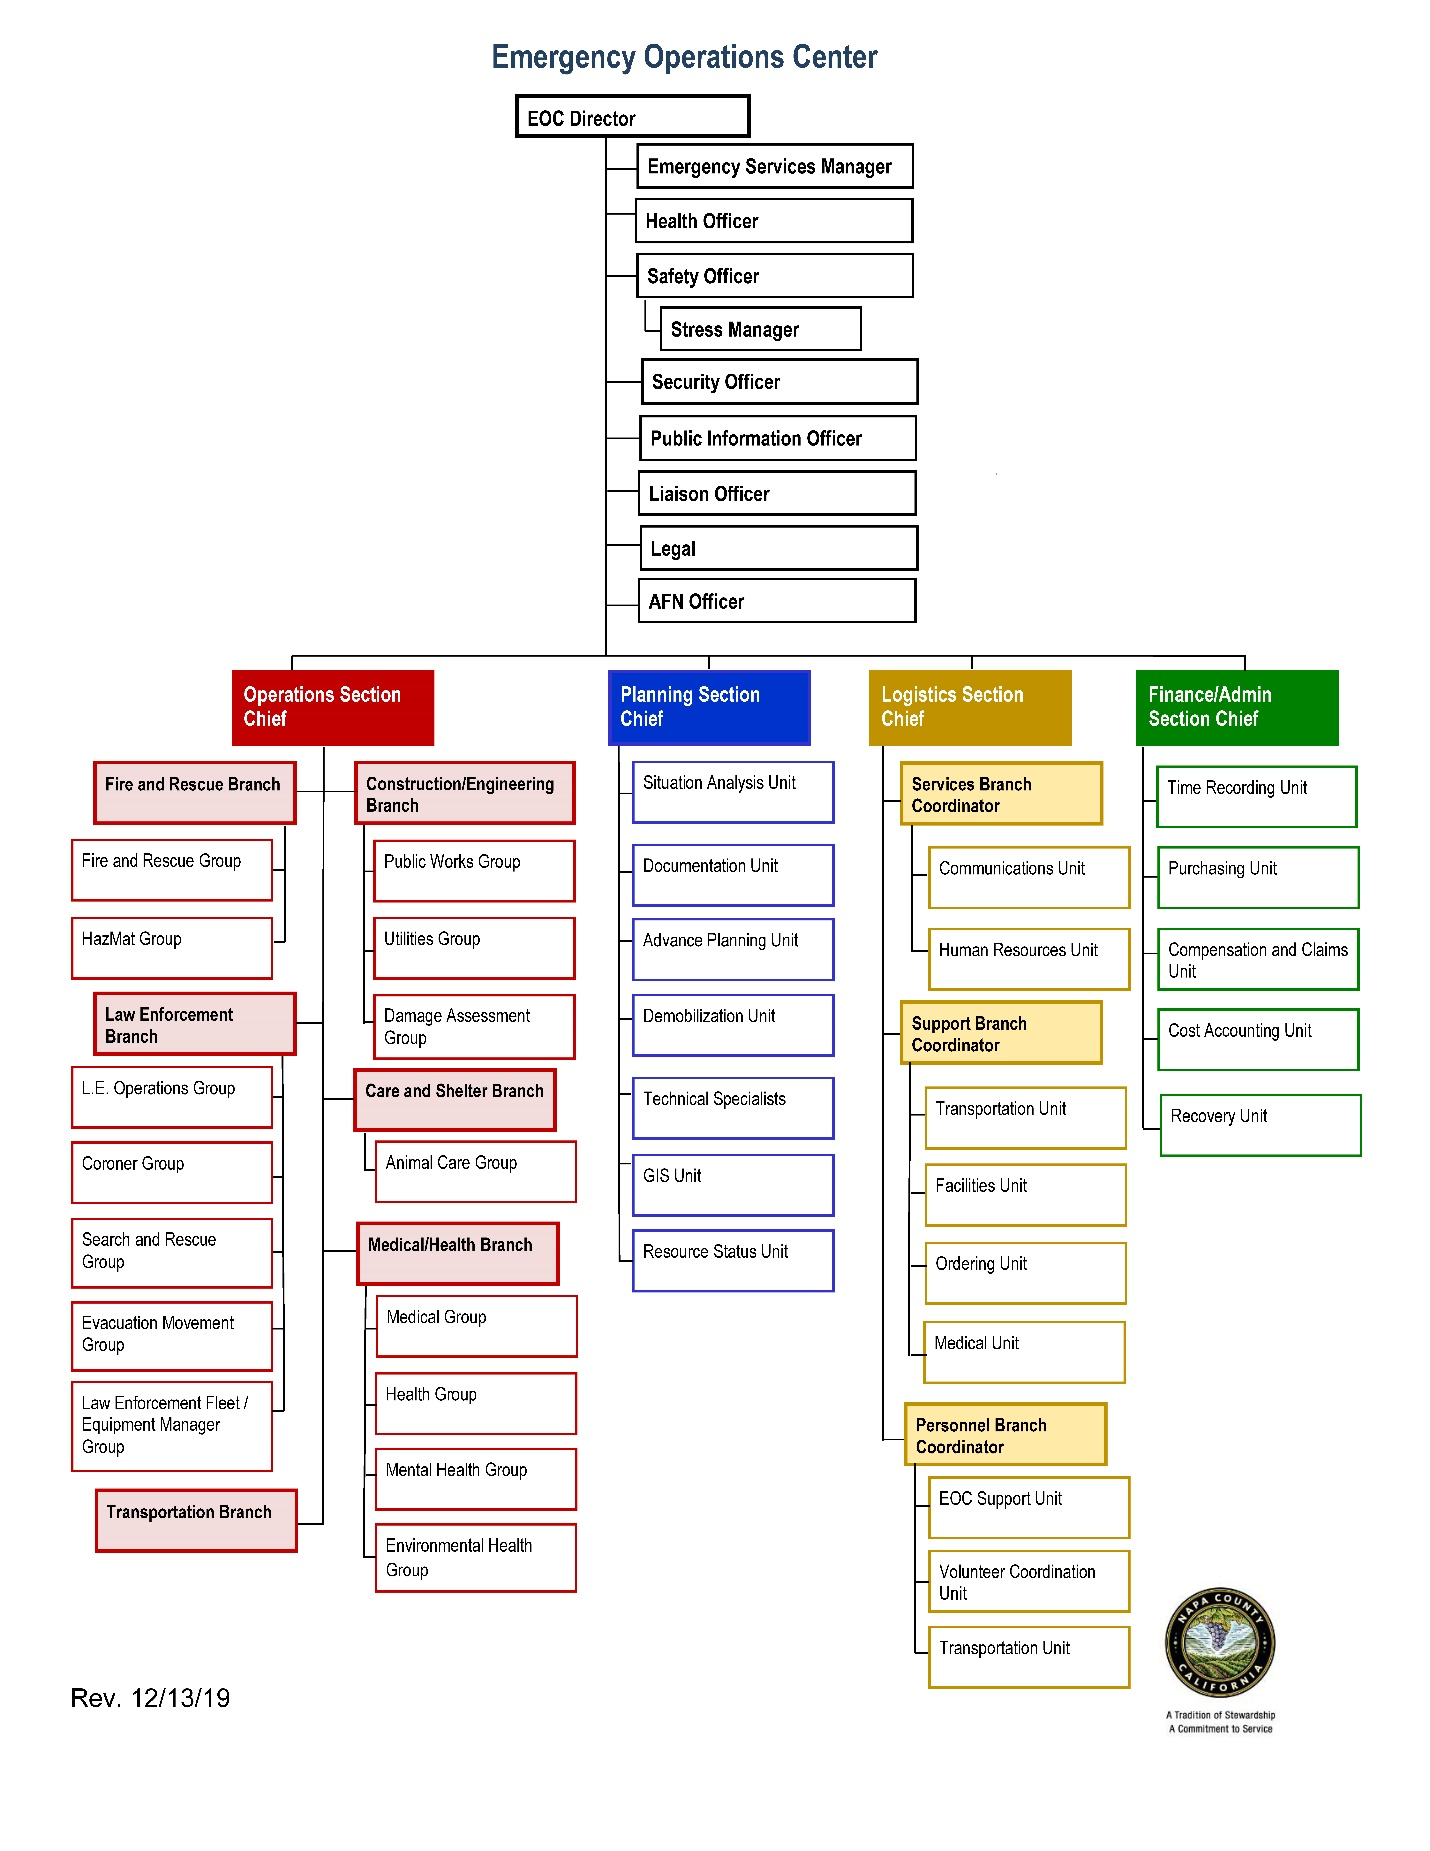 Emergency Operations Center
EOC Director
Emergency Services Manager
Health Officer
Safety Officer
Stress Manager
Security Officer
Public Information Officer
Liaison Officer
Legal
AFN Officer
Operations Section
Chief
Fire and Rescue Branch
Fire and Rescue Group
HazMat Group
Law Enforcement
Branch
L.E. Operations Group
Coroner Group
Search and Rescue
Group
Evacuation Movement
Group
Law Enforcement Fleet /
Equipment Manager
Group
Transportation Branch
Construction/Engineering
Branch
Public Works Group
Utilities Group
Damage Assessment
Group
Care and Shelter Branch
Animal Care Group
Medical/Health Branch
Medical Group
Health Group
Mental Health Group
Environmental Health
Group
Planning Section
Chief
Situation Analysis Unit
Documentation Unit
Advance Planning Unit
Demobilization Unit
Technical Specialists
GIS Unit
Resource Status Unit
Logistics Section
Chief
Services Branch
Coordinator
Communications Unit
Human Resources Unit
Support Branch
Coordinator
Transportation Unit
Facilities Unit
Ordering Unit
Medical Unit
Personnel Branch
Coordinator
EOC Support Unit
Volunteer Coordination
Unit
Transportation Unit
Finance/Admin
Section Chief
Time Recording Unit
Purchasing Unit
Compensation and Claims
Unit
Cost Accounting Unit
Recovery Unit
NAPA COUNTY
CALIFORNIA
A Tradition of Stewardship
A Commitment to Service
Rev. 12/13/19